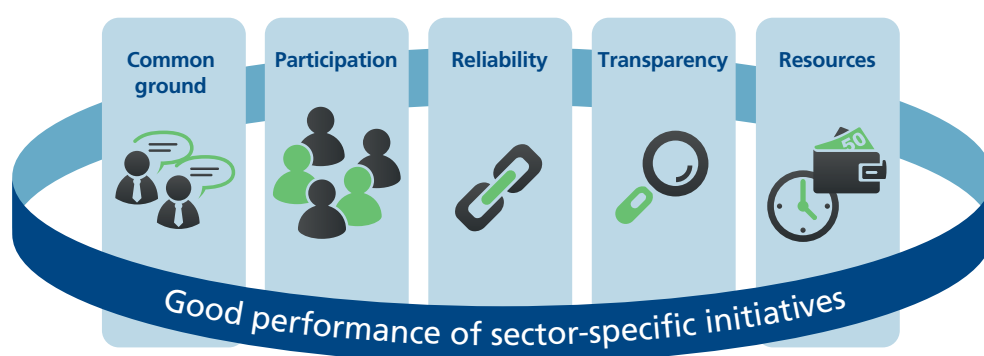 Common
ground
Participation
Reliability
Transparency
Resources
50
Good performance of sector-specific initiatives